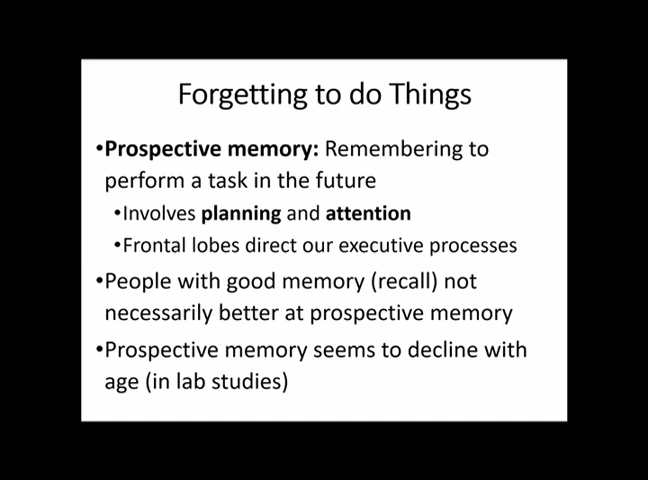 Forgetting to do Things
•Prospective memory: Remembering to
perform a task in the future
•Involves planning and attention
•Frontal lobes direct our executive processes
•People with good memory (recall) not
necessarily better at prospective memory
•Prospective memory seems to decline with
age (in lab studies)